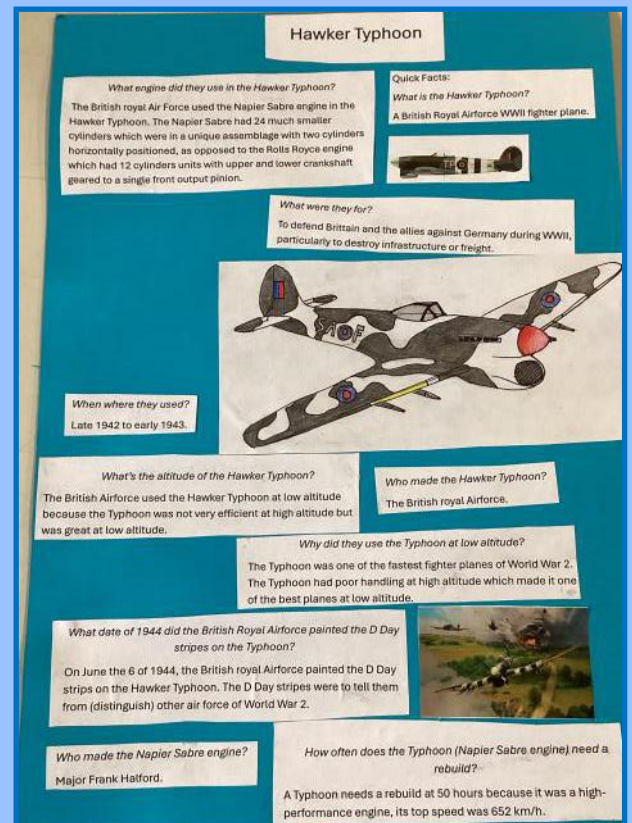 Hawker Typhoon
What engine did they use in the Hawker Typhoon?
The British royal Air Force used the Napier Sabre engine in the
Hawker Typhoon. The Napier Sabre had 24 much smaller
cylinders which were in a unique assemblage with two cylinders
horizontally positioned, as opposed to the Rolls Royce engine
which had 12 cylinders units with upper and lower crankshaft
geared to a single front output pinion.
Quick Facts:
What is the Hawker Typhoon?
A British Royal Airforce WWII fighter plane.
What were they for?
To defend Brittain and the allies against Germany during WWII,
particularly to destroy infrastructure or freight.
When where they used?
Late 1942 to early 1943.
What's the altitude of the Hawker Typhoon?
The British Airforce used the Hawker Typhoon at low altitude
because the Typhoon was not very efficient at high altitude but
was great at low altitude.
Who made the Hawker Typhoon?
The British royal Airforce.
Why did they use the Typhoon at low altitude?
The Typhoon was one of the fastest fighter planes of World War 2.
The Typhoon had poor handling at high altitude which made it one
of the best planes at low altitude.
What date of 1944 did the British Royal Airforce painted the D Day
stripes on the Typhoon?
On June the 6 of 1944, the British royal Airforce painted the D Day
strips on the Hawker Typhoon. The D Day stripes were to tell them
from (distinguish) other air force of World War 2.
Who made the Napier Sabre engine?
Major Frank Halford.
How often does the Typhoon (Napier Sabre engine) need a
rebuild?
A Typhoon needs a rebuild at 50 hours because it was a high-
performance engine, its top speed was 652 km/h.